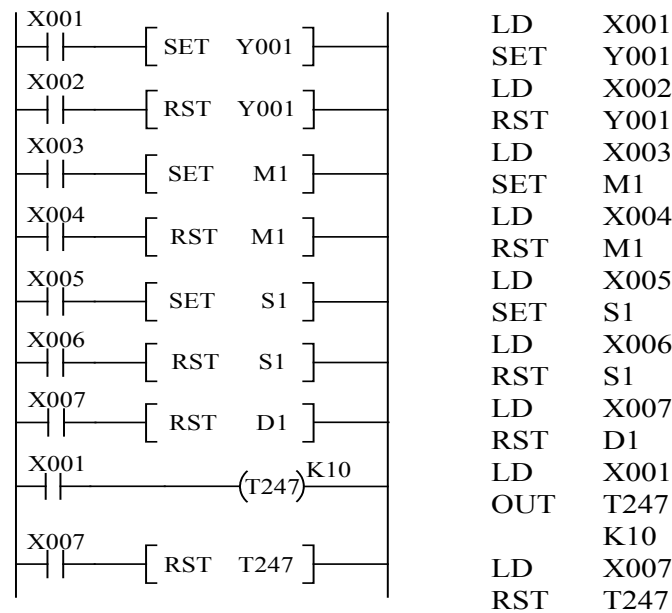 X001
SET Y001
X002
RST Y001
X003
SET M1
X004
RST M1
X005
SET S1
X006
RST S1
X007
RST D1
X001
T247 K10
X007
RST T247
LD X001
SET Y001
LD X002
RST Y001
LD X003
SET M1
LD X004
RST M1
LD X005
SET S1
LD X006
RST S1
LD X007
RST D1
LD X001
OUT T247
K10
LD X007
RST T247